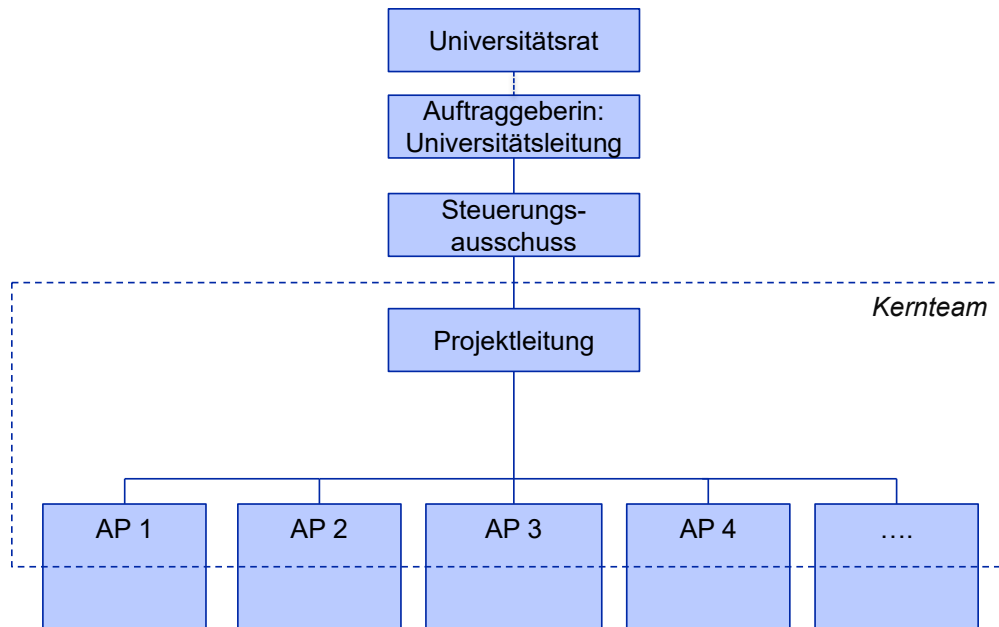 Universitätsrat
Auftraggeberin:
Universitätsleitung
Steuerungs-
ausschuss
Kernteam
Projektleitung
AP 1
AP 2
AP 3
AP 4
….